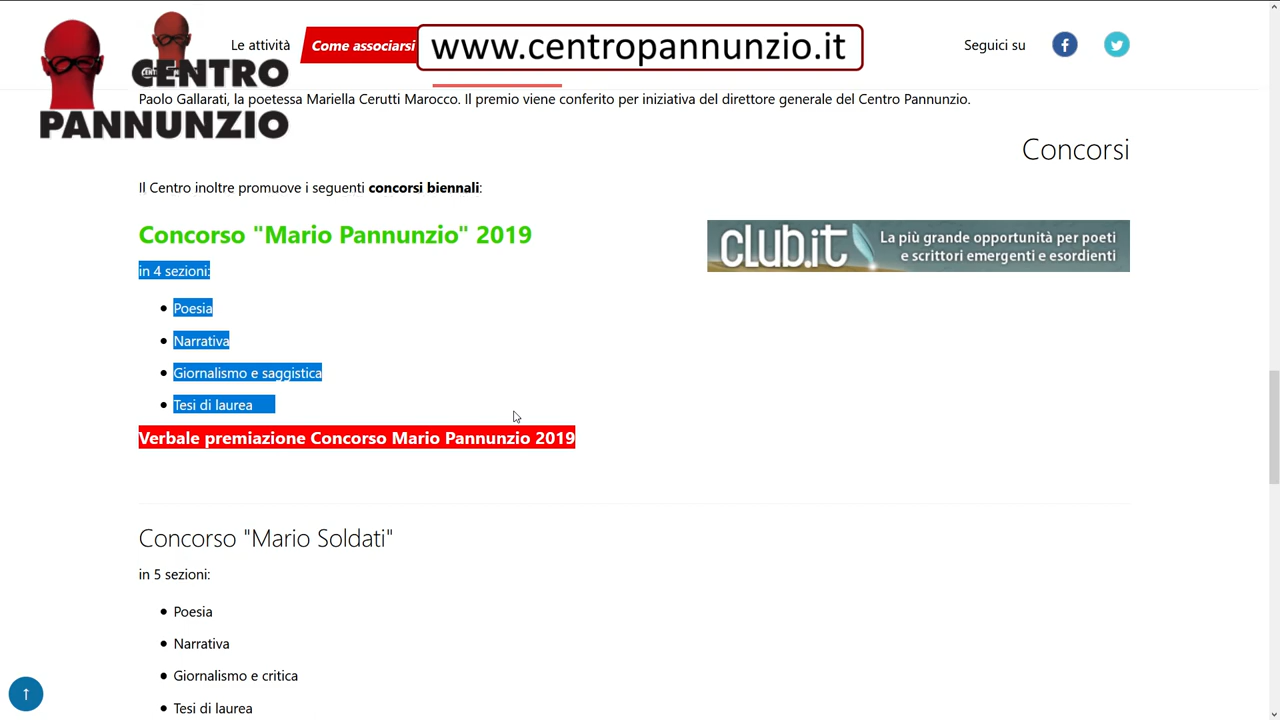 Le attività
Come associarsi
www.centropannunzio.it
Seguici su
CENTRO
PANNUNZIO
Paolo Gallarati, la poetessa Mariella Cerutti Marocco. Il premio viene conferito per iniziativa del direttore generale del Centro Pannunzio.
Concorsi
Il Centro inoltre promuove i seguenti concorsi biennali:
Concorso "Mario Pannunzio" 2019
club.it
La più grande opportunità per poeti
e scrittori emergenti e esordienti
in 4 sezioni:
Poesia
Narrativa
Giornalismo e saggistica
Tesi di laurea
Verbale premiazione Concorso Mario Pannunzio 2019
Concorso "Mario Soldati"
in 5 sezioni:
Poesia
Narrativa
Giornalismo e critica
Tesi di laurea